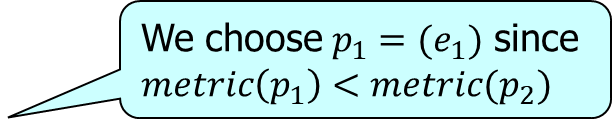 We choose 𝑝₁ = (𝑒₁) since
𝑚𝑒𝑡𝑟𝑖𝑐(𝑝₁) < 𝑚𝑒𝑡𝑟𝑖𝑐(𝑝₂)